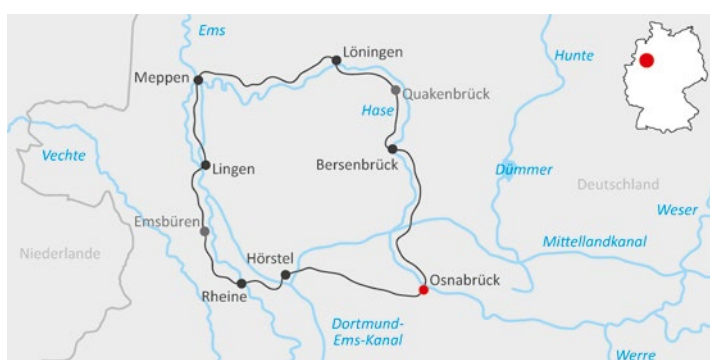 Ems
Löningen
Hunte
Meppen
Quakenbrück
Hase
Vechte
Lingen
Bersenbrück
Dümmer
Deutschland
Weser
Emsbüren
Niederlande
Hörstel
Mittellandkanal
Osnabrück
Rheine
Dortmund-
Ems-Kanal
Werre